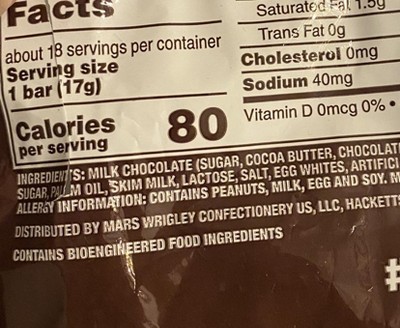 Facts
about 18 servings per container
Serving size
1 bar (17g)
Calories
per serving
80
Saturated Fat 1.5g
Trans Fat 0g
Cholesterol 0mg
Sodium 40mg
Vitamin D 0mcg 0% •
INGREDIENTS: MILK CHOCOLATE (SUGAR, COCOA BUTTER, CHOCOLAT
SUGAR, PALM OIL, SKIM MILK, LACTOSE, SALT, EGG WHITES, ARTIFICI
ALLERGY INFORMATION: CONTAINS PEANUTS, MILK, EGG AND SOY. M
DISTRIBUTED BY MARS WRIGLEY CONFECTIONERY US, LLC, HACKETTS
CONTAINS BIOENGINEERED FOOD INGREDIENTS
#